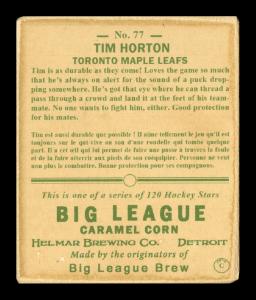 No. 77
TIM HORTON
TORONTO MAPLE LEAFS
Tim is as durable as they come! Loves the game so much
that he's always on alert for the sound of a puck drop-
ping somewhere. He's got that eye where he can thread a
pass through a crowd and land it at the feet of his team-
mate. No one wants to fight him, either. Good protection
for his mates.
Tim est aussi durable que possible ! Il aime tellement le jeu qu'il est
toujours sur le qui vive au son d'une rondelle qui tombe quelque
part. Il a cet œil qui lui permet de faire une passe à travers la foule
et de la faire atterrir aux pieds de son coéquipier. Personne ne veut
non plus le combattre. Bonne protection pour ses compagnons.
This is one of a series of 120 Hockey Stars
BIG LEAGUE
CARAMEL CORN
HELMAR BREWING CO. DETROIT
Made by the originators of
Big League Brew
C